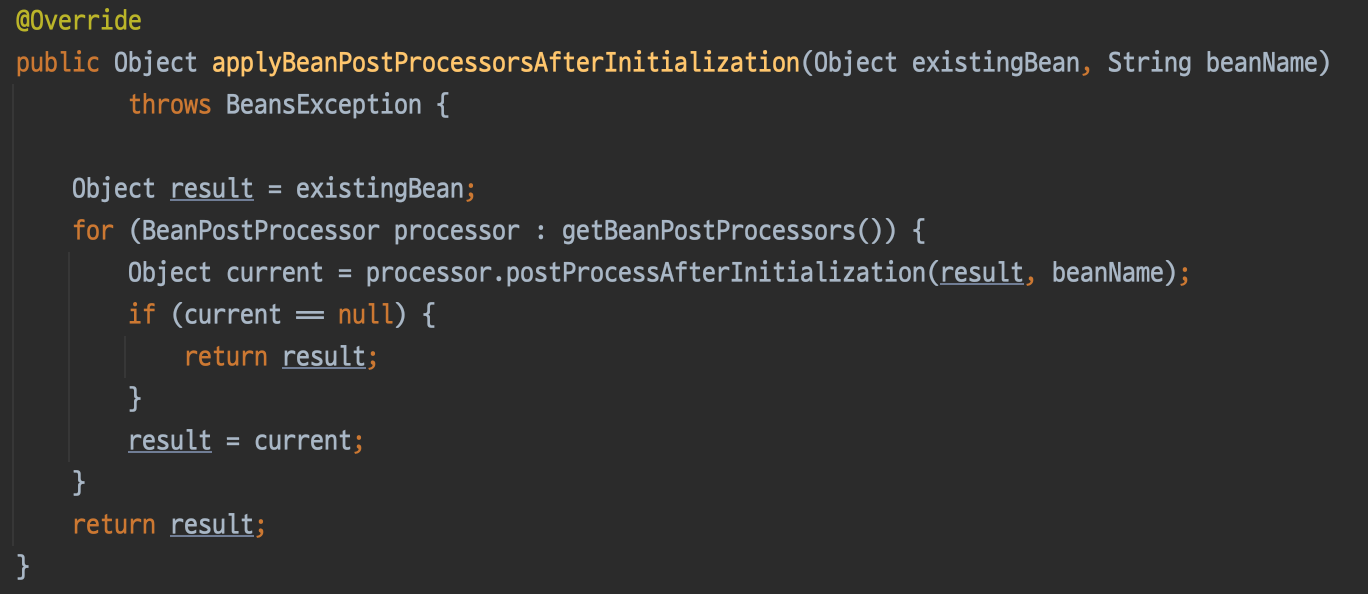 @Override
public Object applyBeanPostProcessorsAfterInitialization(Object existingBean, String beanName)
        throws BeansException {

    Object result = existingBean;
    for (BeanPostProcessor processor : getBeanPostProcessors()) {
        Object current = processor.postProcessAfterInitialization(result, beanName);
        if (current == null) {
            return result;
        }
        result = current;
    }
    return result;
}